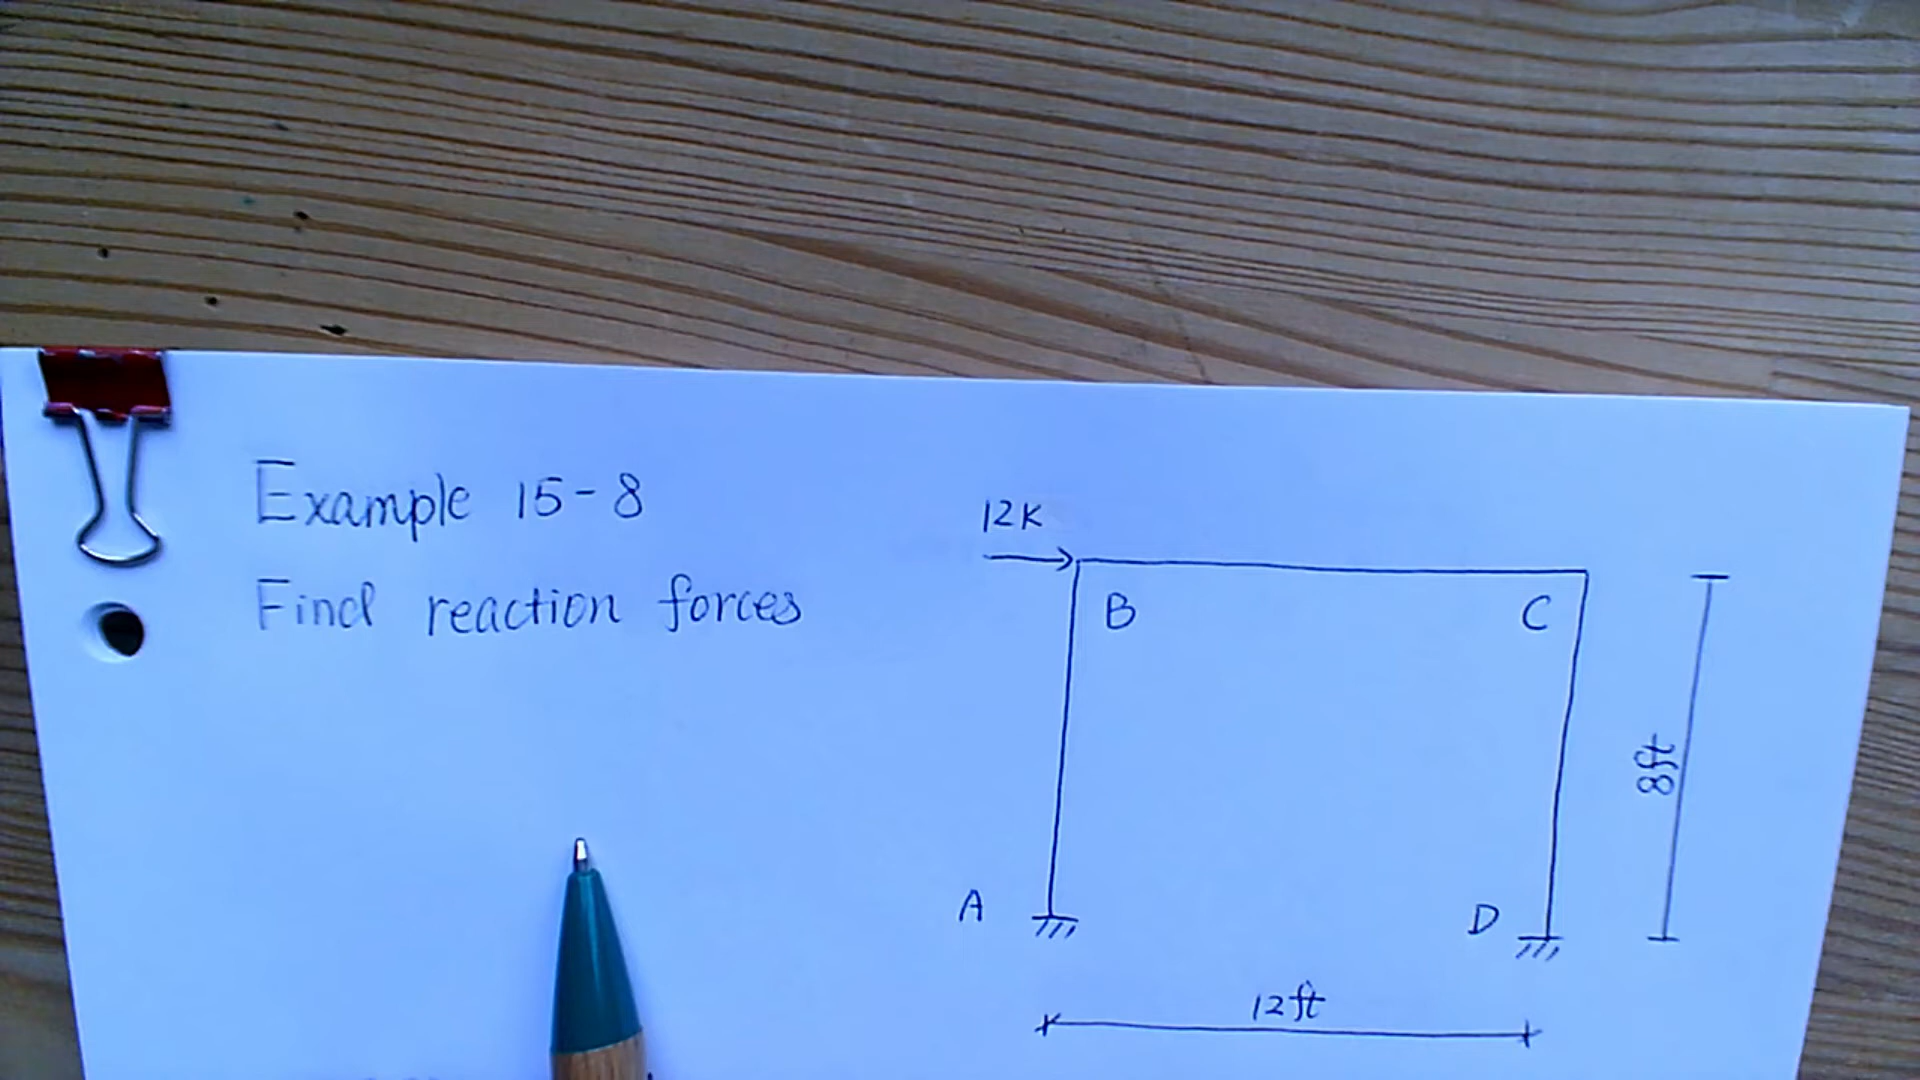 Example 15-8
Find reaction forces
12K
B
C
8ft
A
D
12ft